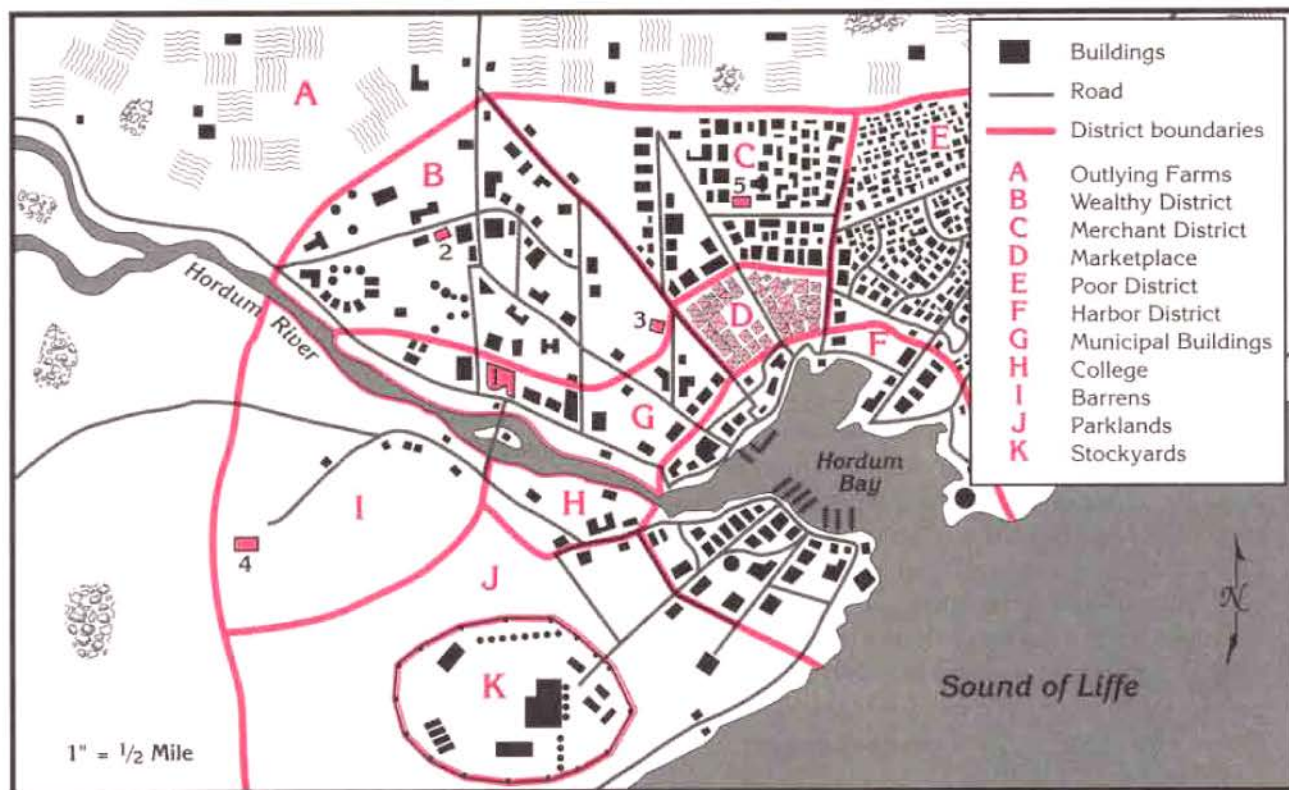 A
B
C
5
E
2
Hordum
River
3
D
F
G
Hordum
Bay
H
I
4
J
K
Sound of Liffe
1" = 1/2 Mile
N
Buildings
Road
District boundaries
A Outlying Farms
B Wealthy District
C Merchant District
D Marketplace
E Poor District
F Harbor District
G Municipal Buildings
H College
I Barrens
J Parklands
K Stockyards